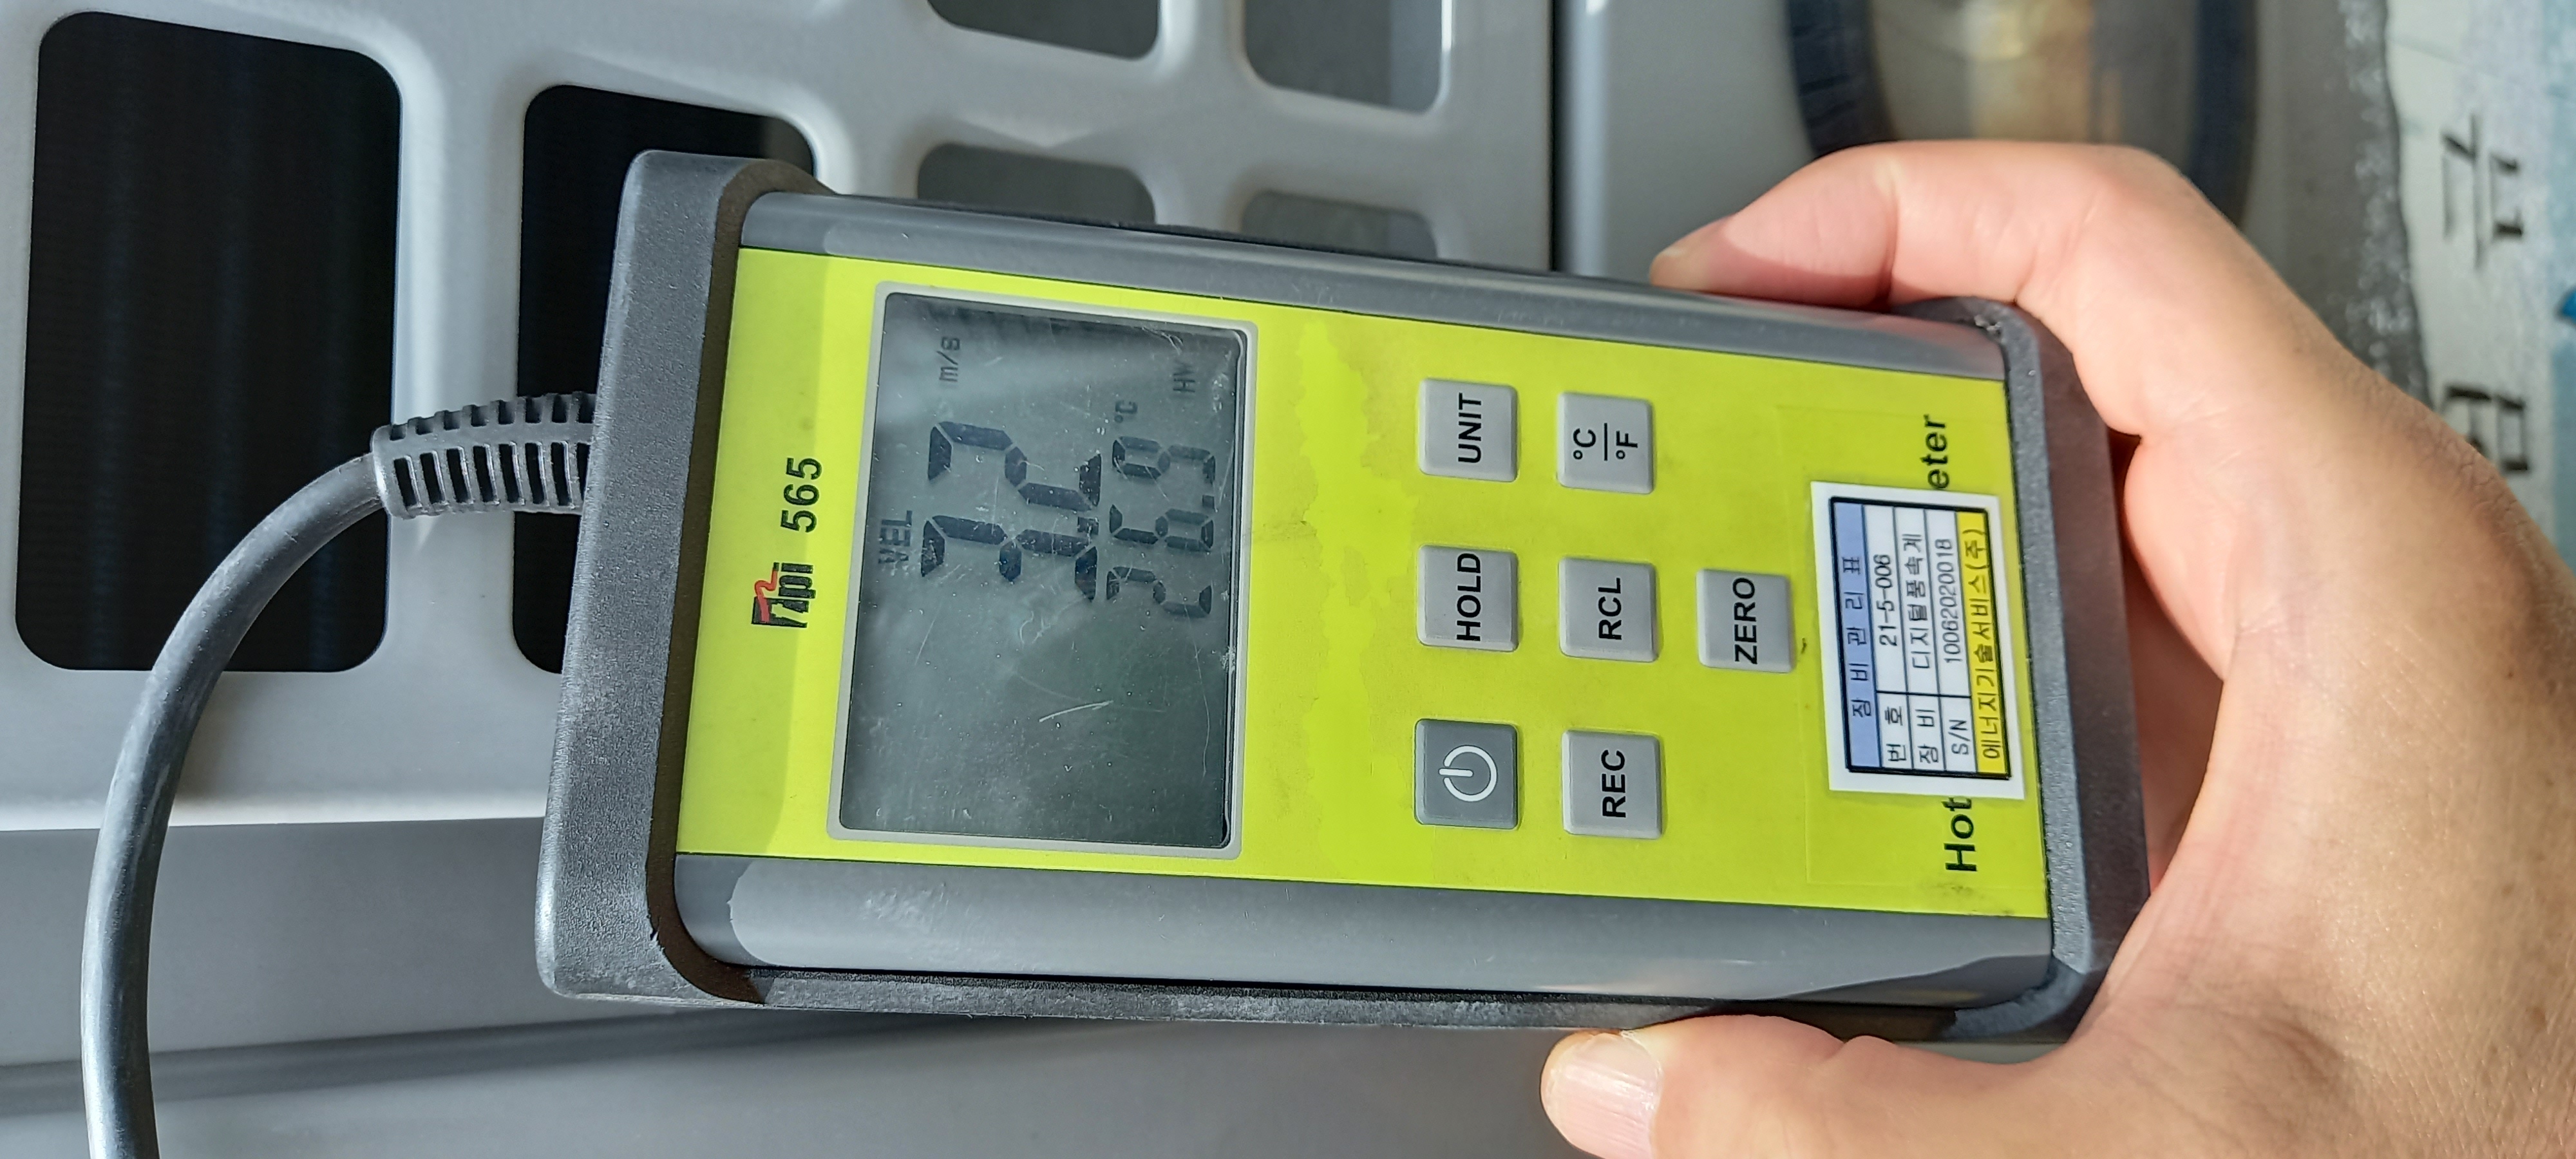 Tpi 565
VEL
3.2 m/s
26.9 °C
HW
HOLD UNIT
REC RCL °C
°F
ZERO
장 비 관 리 표
번 호 21-5-006
장 비 디지털풍속계
S/N 10062020018
에너지기술서비스(주)
Hot eter